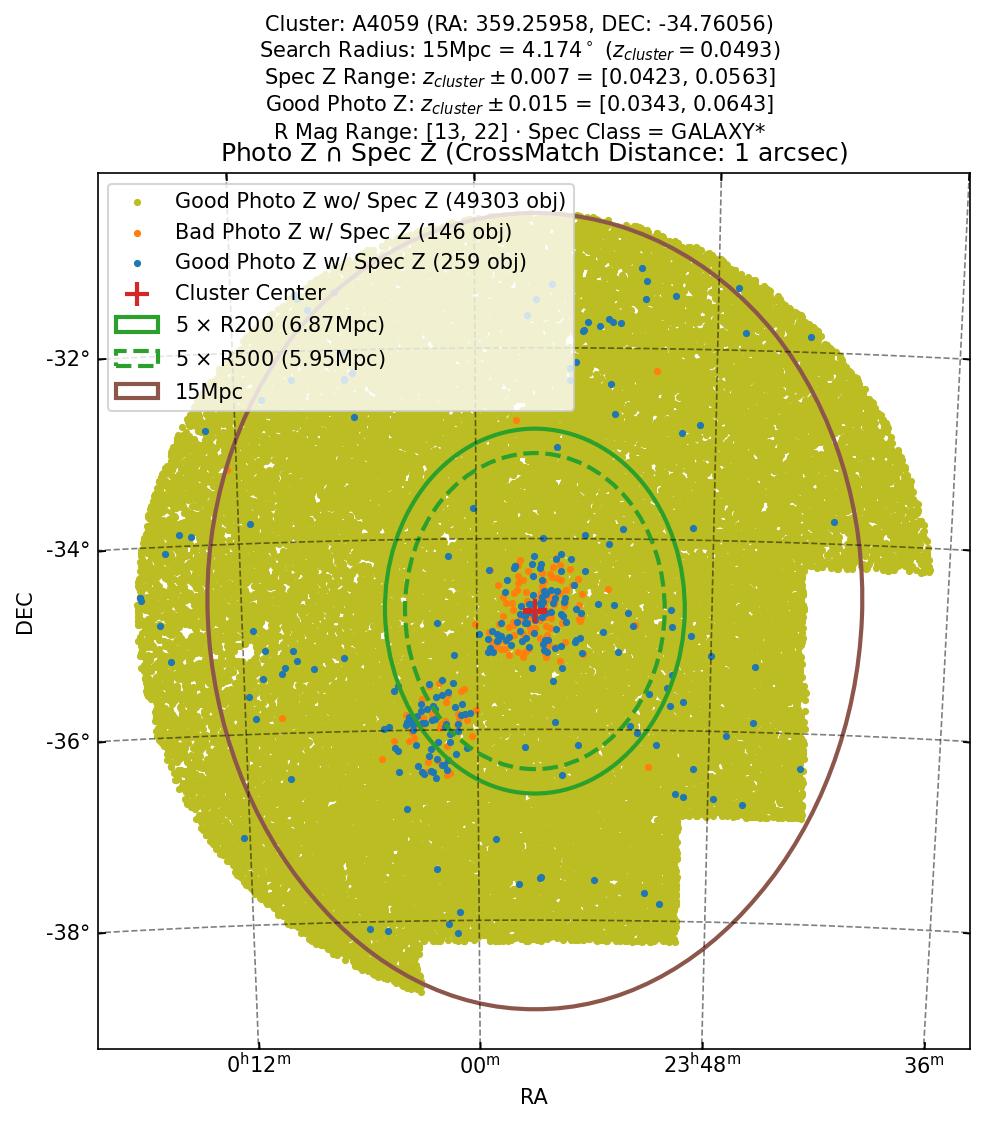 Cluster: A4059 (RA: 359.25958, DEC: -34.76056)
Search Radius: 15Mpc = 4.174° (z_cluster = 0.0493)
Spec Z Range: z_cluster ± 0.007 = [0.0423, 0.0563]
Good Photo Z: z_cluster ± 0.015 = [0.0343, 0.0643]
R Mag Range: [13, 22] · Spec Class = GALAXY*
Photo Z ∩ Spec Z (CrossMatch Distance: 1 arcsec)
Good Photo Z wo/ Spec Z (49303 obj)
Bad Photo Z w/ Spec Z (146 obj)
Good Photo Z w/ Spec Z (259 obj)
Cluster Center
5 × R200 (6.87Mpc)
5 × R500 (5.95Mpc)
15Mpc
-32°
-34°
-36°
-38°
DEC
0ʰ12ᵐ
00ᵐ
23ʰ48ᵐ
36ᵐ
RA